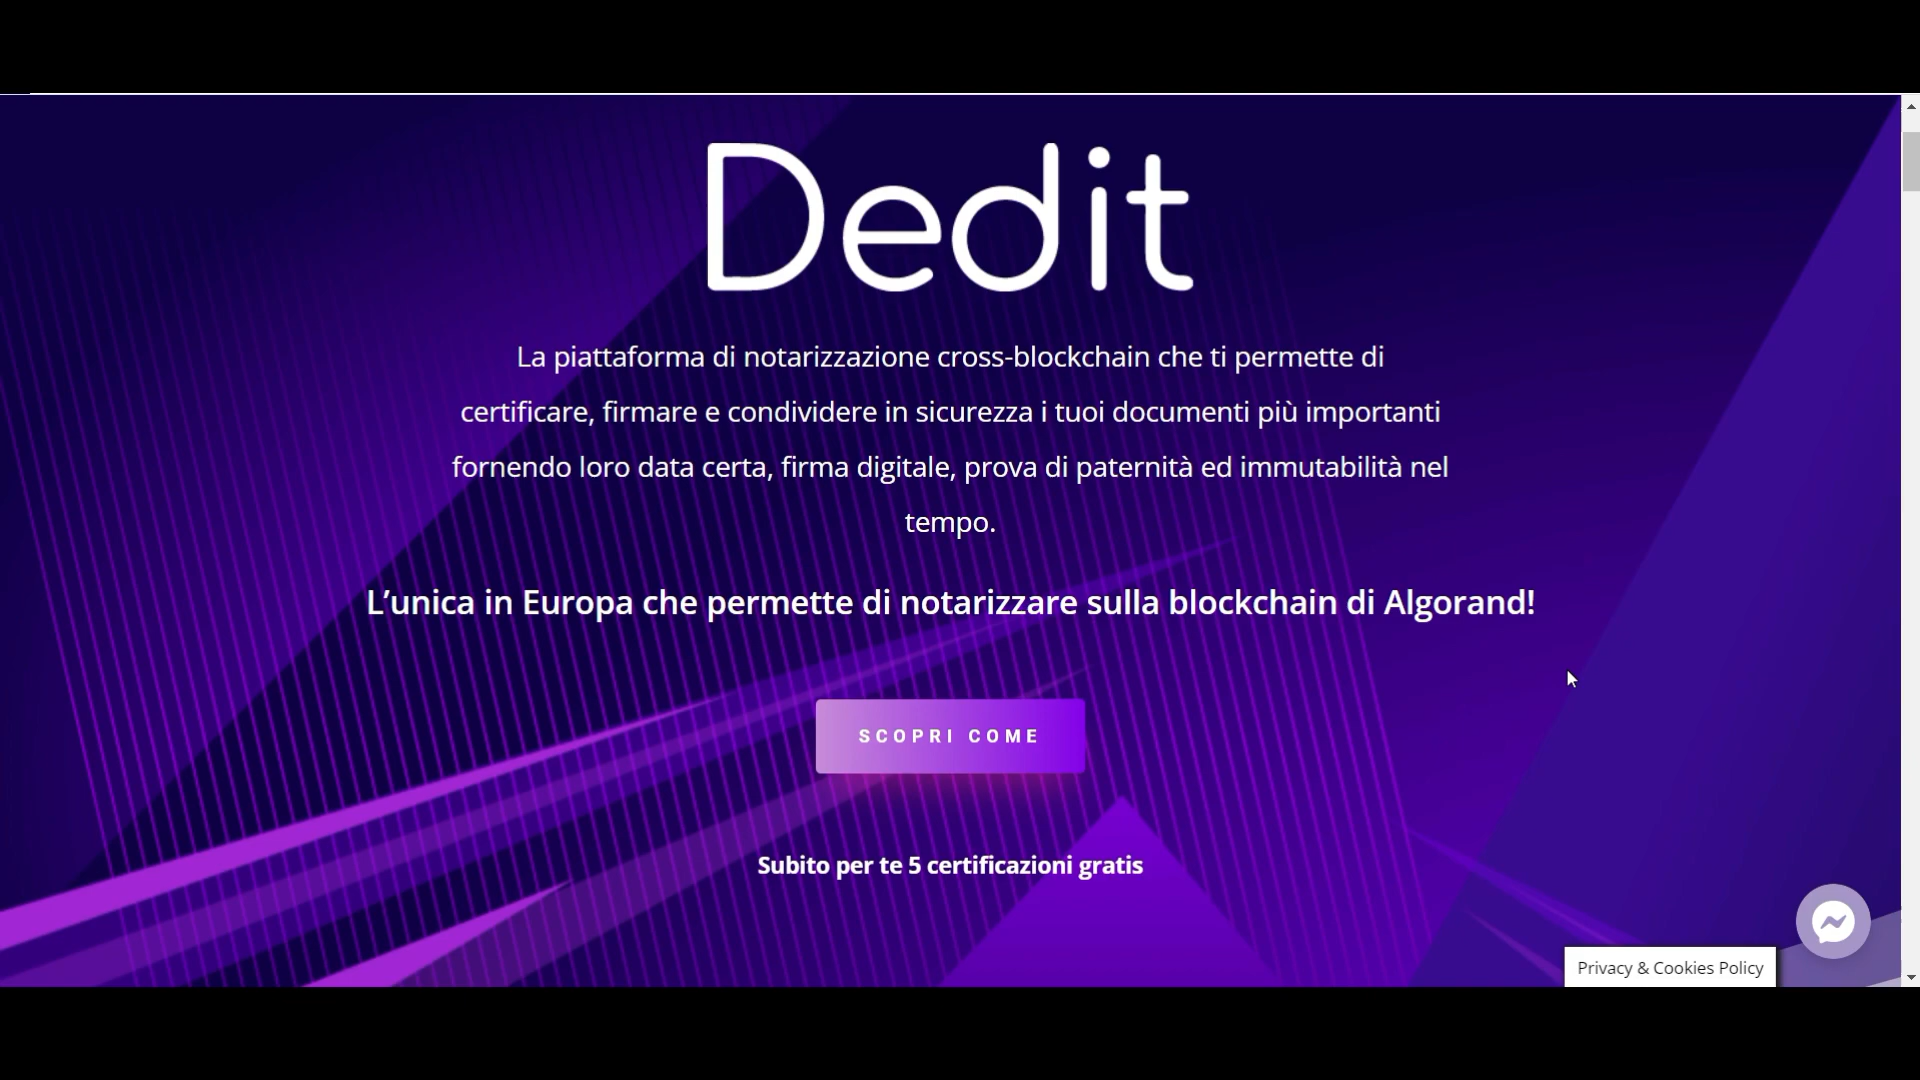 Dedit
La piattaforma di notarizzazione cross-blockchain che ti permette di
certificare, firmare e condividere in sicurezza i tuoi documenti più importanti
fornendo loro data certa, firma digitale, prova di paternità ed immutabilità nel
tempo.
L’unica in Europa che permette di notarizzare sulla blockchain di Algorand!
SCOPRI COME
Subito per te 5 certificazioni gratis
Privacy & Cookies Policy